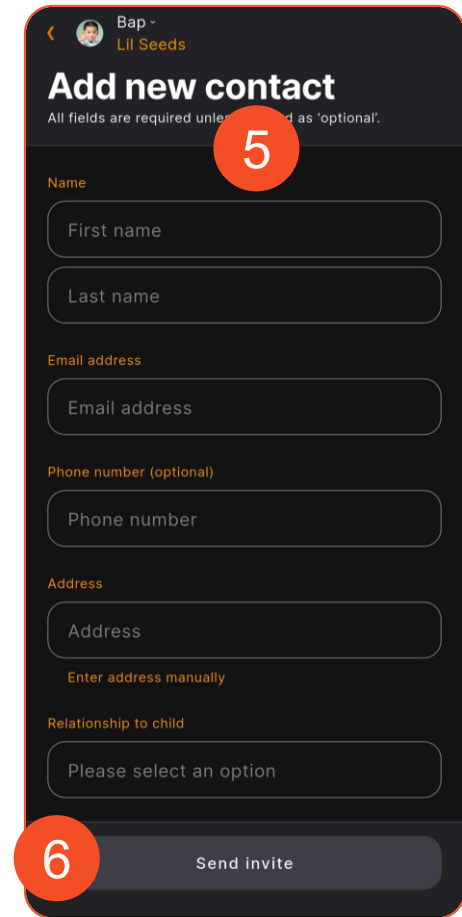 Bap
Lil Seeds
Add new contact
All fields are required as 'optional'.
5
Name
First name
Last name
Email address
Email address
Phone number (optional)
Phone number
Address
Address
Enter address manually
Relationship to child
Please select an option
6
Send invite